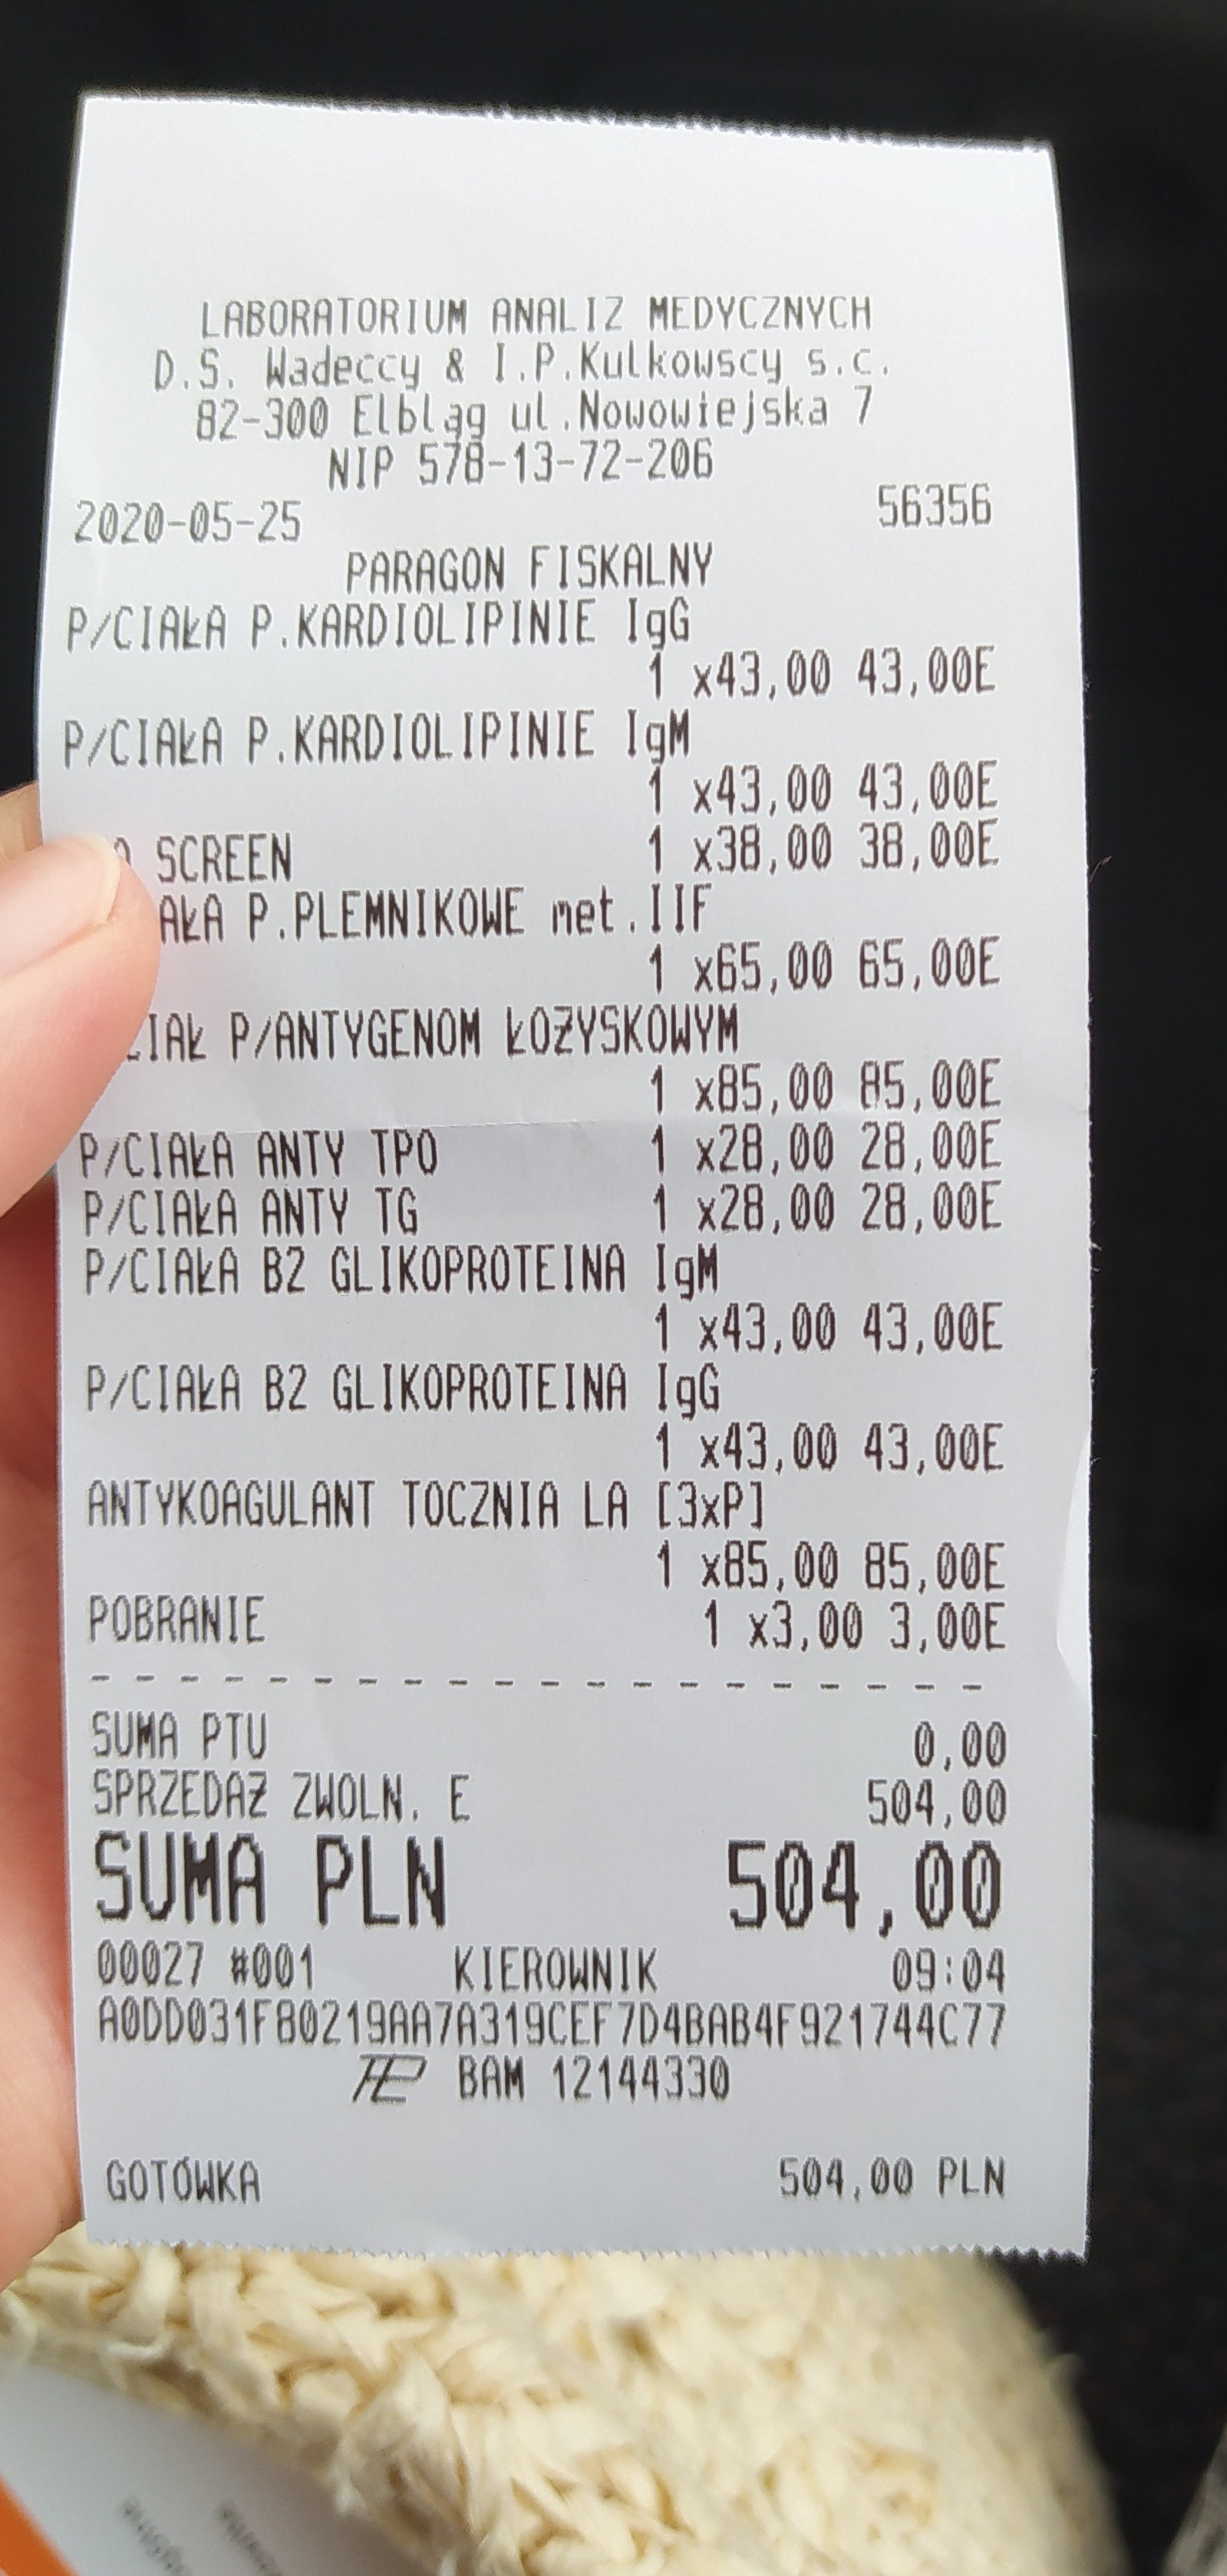 LABORATORIUM ANALIZ MEDYCZNYCH
D.S. Wadeccy & I.P.Kulkowscy s.c.
82-300 Elbląg ul.Nowowiejska 7
NIP 578-13-72-206
2020-05-25 56356
PARAGON FISKALNY
P/CIAŁA P.KARDIOLIPINIE IgG
1 x43,00 43,00E
P/CIAŁA P.KARDIOLIPINIE IgM
1 x43,00 43,00E
SCREEN 1 x38,00 38,00E
P.PLEMNIKOWE met.IIF
1 x65,00 65,00E
P/ANTYGENOM ŁOŻYSKOWYM
1 x85,00 85,00E
P/CIAŁA ANTY TPO 1 x28,00 28,00E
P/CIAŁA ANTY TG 1 x28,00 28,00E
P/CIAŁA B2 GLIKOPROTEINA IgM
1 x43,00 43,00E
P/CIAŁA B2 GLIKOPROTEINA IgG
1 x43,00 43,00E
ANTYKOAGULANT TOCZNIA LA [3xP]
1 x85,00 85,00E
POBRANIE 1 x3,00 3,00E
SUMA PTU 0,00
SPRZEDAŻ ZWOLN. E 504,00
SUMA PLN 504,00
00027 #001 KIEROWNIK 09:04
A0DD031F80219AA7A319CEF7D4BAB4F921744C77
BAM 12144330
GOTÓWKA 504,00 PLN